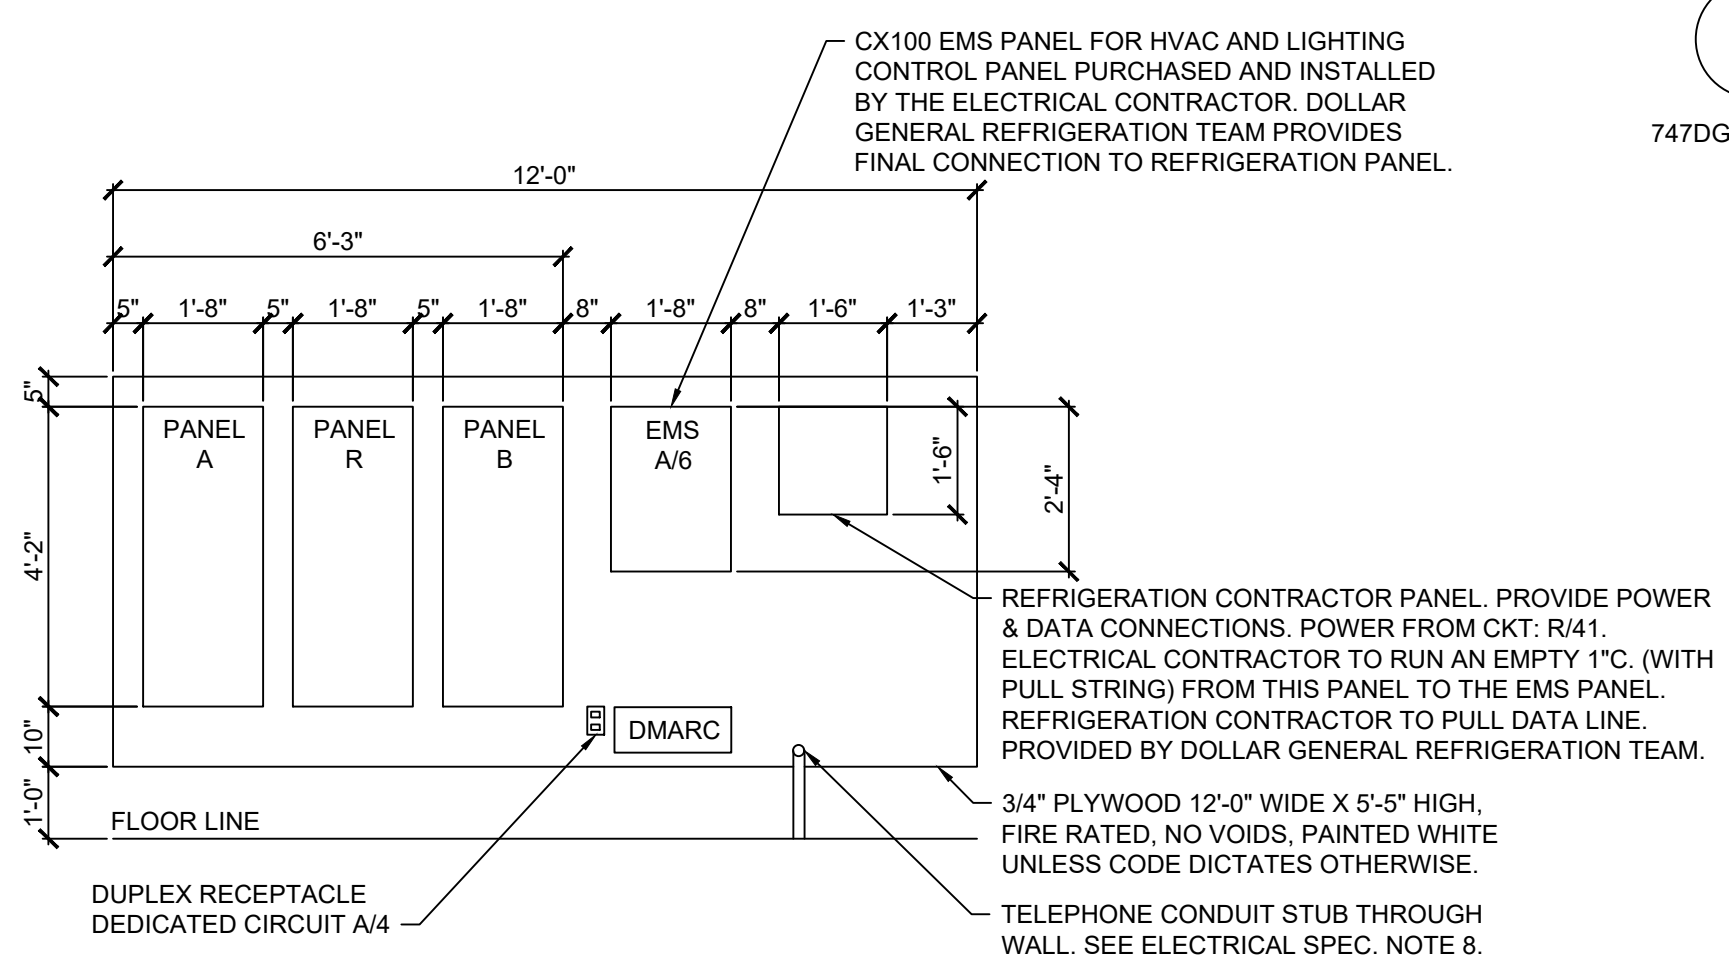 CX100 EMS PANEL FOR HVAC AND LIGHTING
CONTROL PANEL PURCHASED AND INSTALLED
BY THE ELECTRICAL CONTRACTOR. DOLLAR
GENERAL REFRIGERATION TEAM PROVIDES
FINAL CONNECTION TO REFRIGERATION PANEL.
747DG
12'-0"
6'-3"
5" 1'-8" 5" 1'-8" 5" 1'-8" 8" 1'-8" 8" 1'-6" 1'-3"
5"
4'-2"
10"
1'-0"
PANEL
A
PANEL
R
PANEL
B
EMS
A/6
1'-6"
2'-4"
DMARC
REFRIGERATION CONTRACTOR PANEL. PROVIDE POWER
& DATA CONNECTIONS. POWER FROM CKT: R/41.
ELECTRICAL CONTRACTOR TO RUN AN EMPTY 1"C. (WITH
PULL STRING) FROM THIS PANEL TO THE EMS PANEL.
REFRIGERATION CONTRACTOR TO PULL DATA LINE.
PROVIDED BY DOLLAR GENERAL REFRIGERATION TEAM.
3/4" PLYWOOD 12'-0" WIDE X 5'-5" HIGH,
FIRE RATED, NO VOIDS, PAINTED WHITE
UNLESS CODE DICTATES OTHERWISE.
FLOOR LINE
DUPLEX RECEPTACLE
DEDICATED CIRCUIT A/4
TELEPHONE CONDUIT STUB THROUGH
WALL. SEE ELECTRICAL SPEC. NOTE 8.